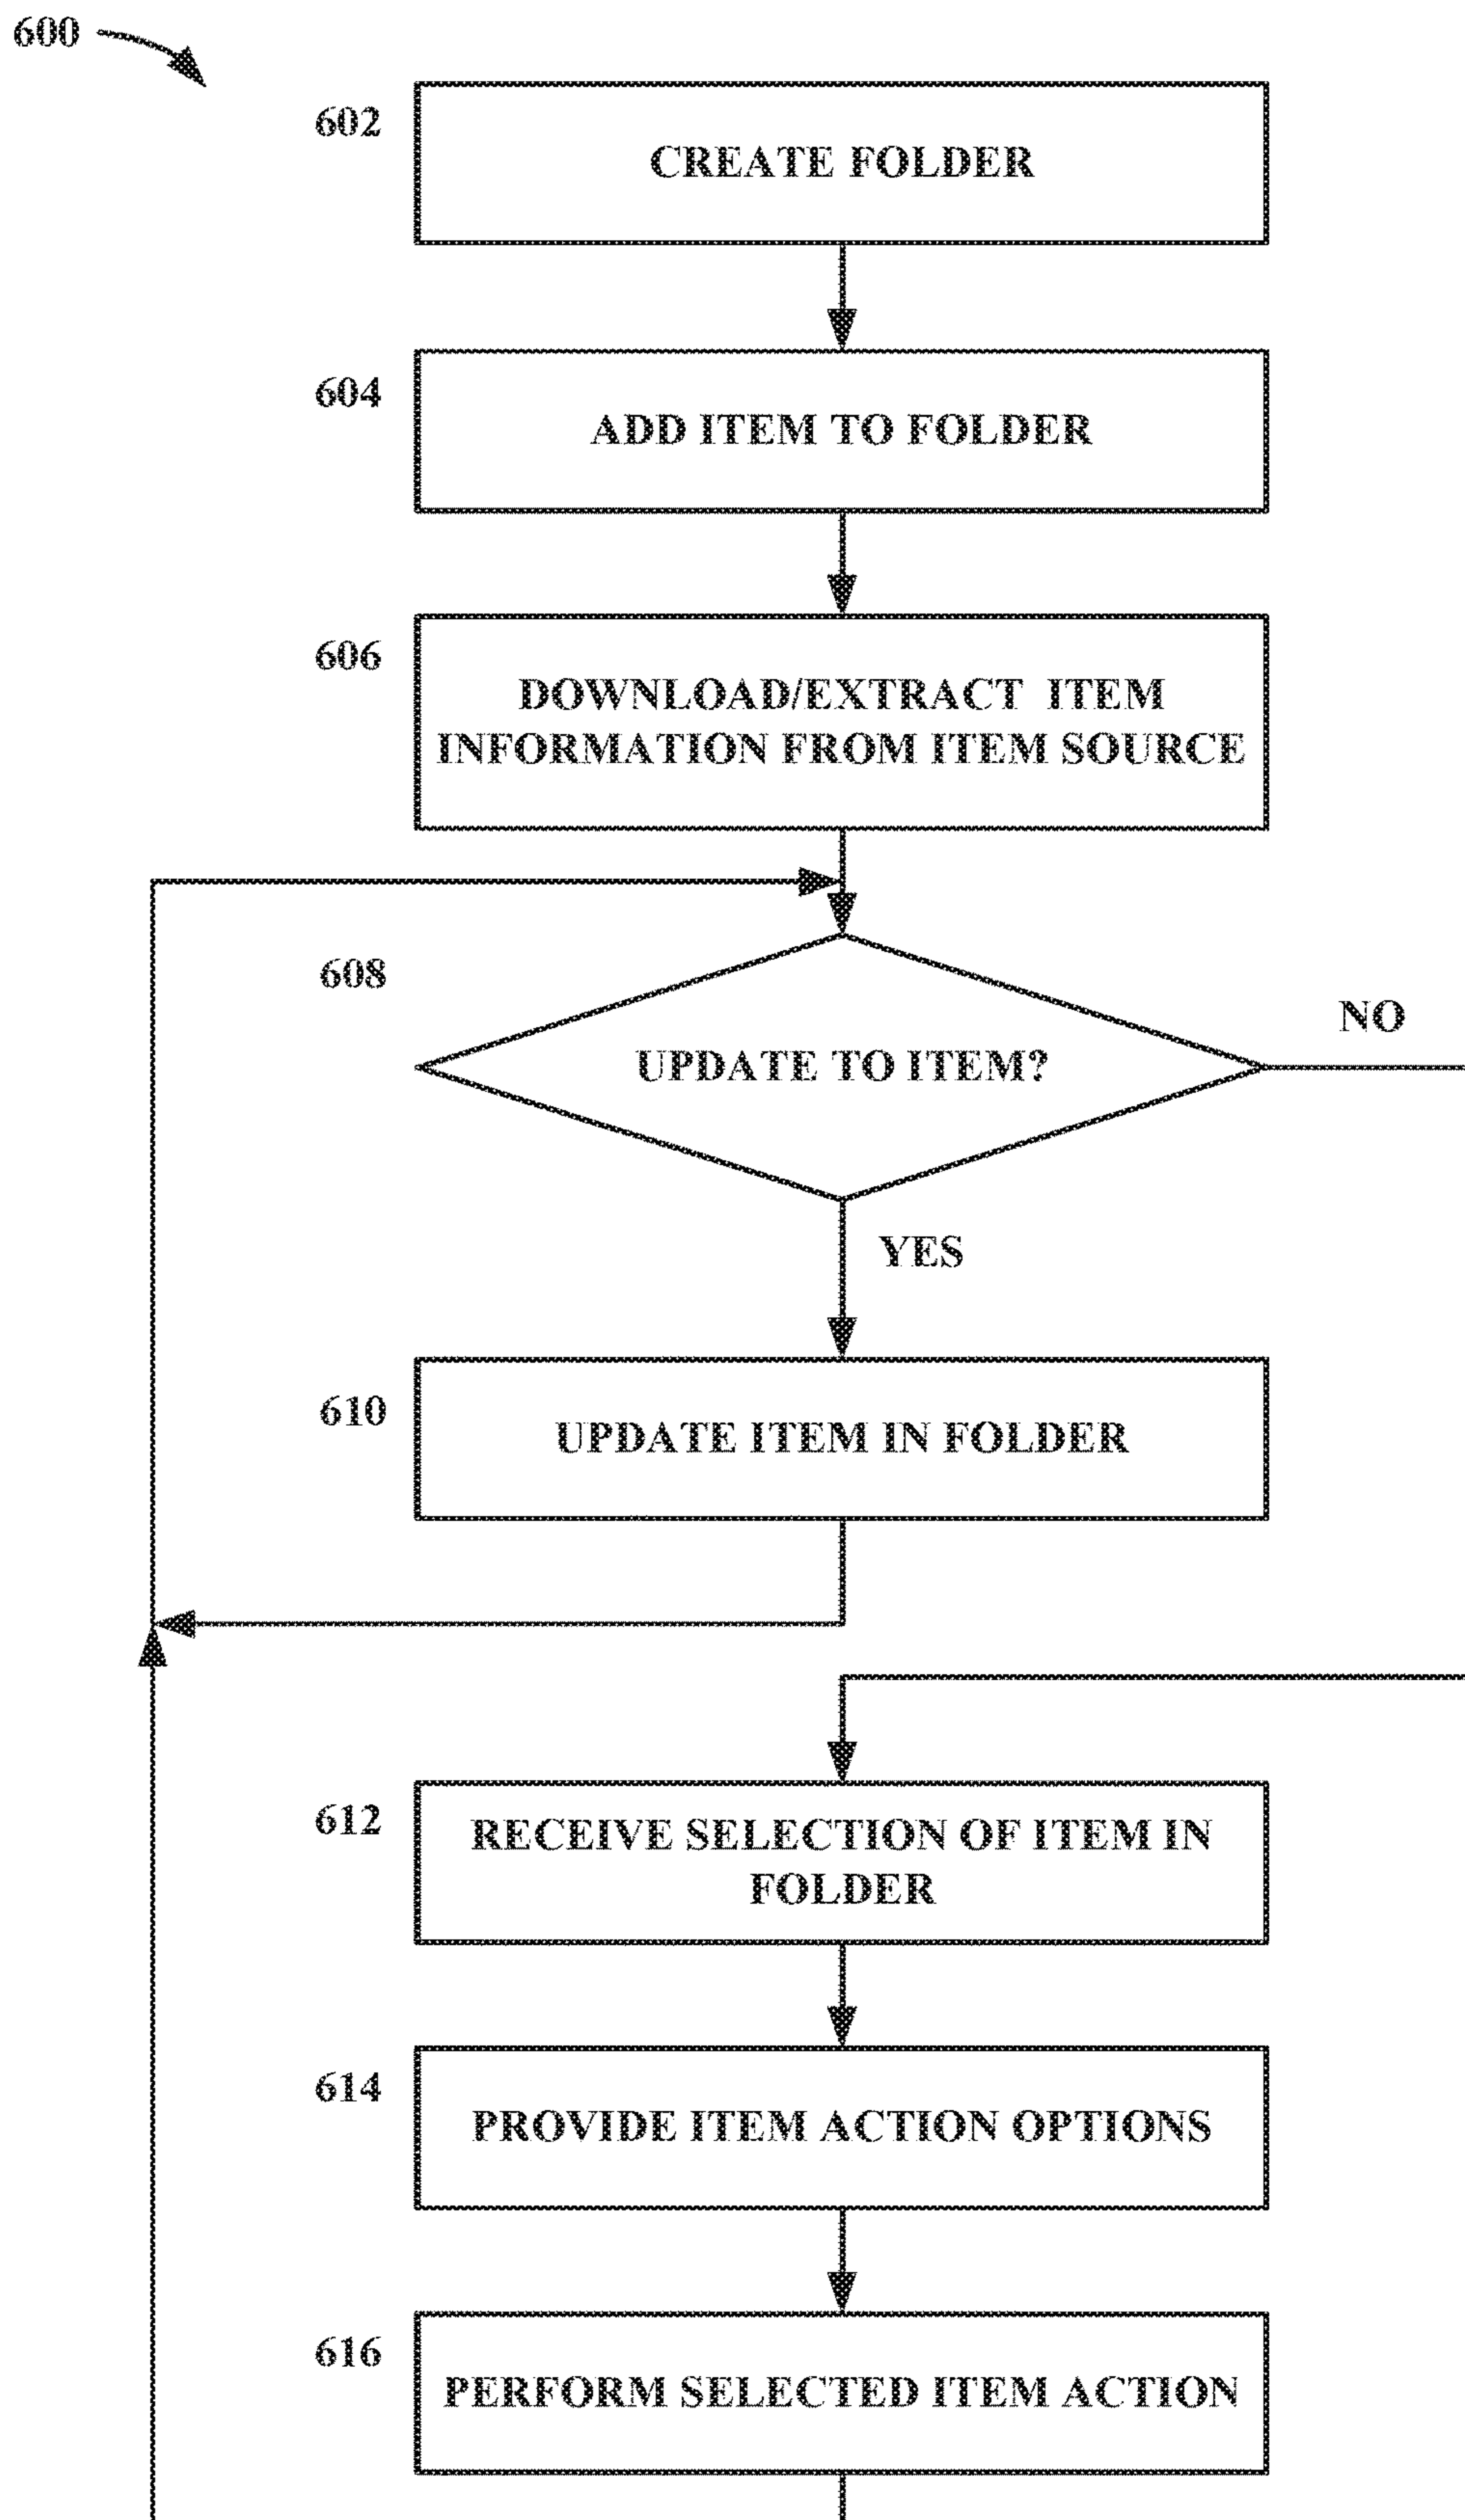 600
602
CREATE FOLDER
604
ADD ITEM TO FOLDER
606
DOWNLOAD/EXTRACT ITEM
INFORMATION FROM ITEM SOURCE
608
NO
UPDATE TO ITEM?
YES
610
UPDATE ITEM IN FOLDER
612
RECEIVE SELECTION OF ITEM IN
FOLDER
614
PROVIDE ITEM ACTION OPTIONS
616
PERFORM SELECTED ITEM ACTION